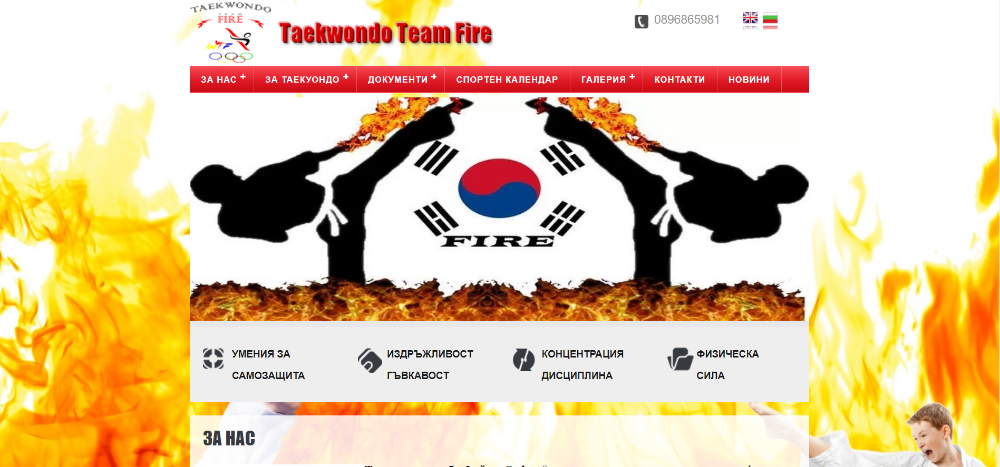 TAEKWONDO
TEAM
FIRE
WTF
Taekwondo Team Fire
0896865981
ЗА НАС
ЗА ТАЕКУОНДО
ДОКУМЕНТИ
СПОРТЕН КАЛЕНДАР
ГАЛЕРИЯ
КОНТАКТИ
НОВИНИ
FIRE
УМЕНИЯ ЗА
САМОЗАЩИТА
ИЗДРЪЖЛИВОСТ
ГЪВКАВОСТ
КОНЦЕНТРАЦИЯ
ДИСЦИПЛИНА
ФИЗИЧЕСКА
СИЛА
ЗА НАС